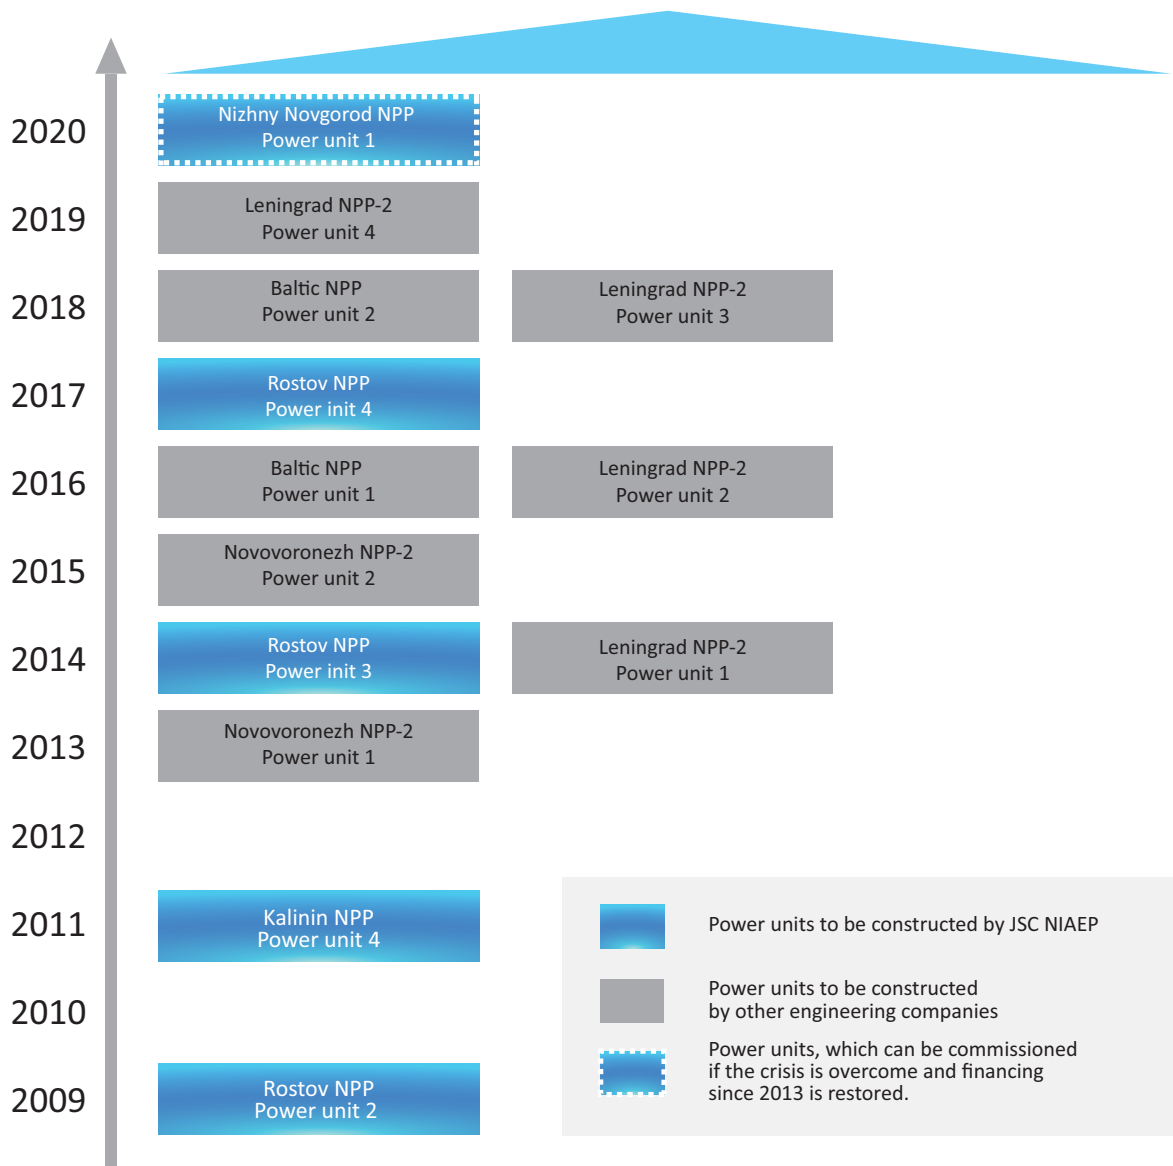 2020
Nizhny Novgorod NPP
Power unit 1
2019
Leningrad NPP-2
Power unit 4
2018
Baltic NPP
Power unit 2
Leningrad NPP-2
Power unit 3
2017
Rostov NPP
Power init 4
2016
Baltic NPP
Power unit 1
Leningrad NPP-2
Power unit 2
2015
Novovoronezh NPP-2
Power unit 2
2014
Rostov NPP
Power init 3
Leningrad NPP-2
Power unit 1
2013
Novovoronezh NPP-2
Power unit 1
2012
2011
Kalinin NPP
Power unit 4
2010
2009
Rostov NPP
Power unit 2
Power units to be constructed by JSC NIAEP
Power units to be constructed
by other engineering companies
Power units, which can be commissioned
if the crisis is overcome and financing
since 2013 is restored.